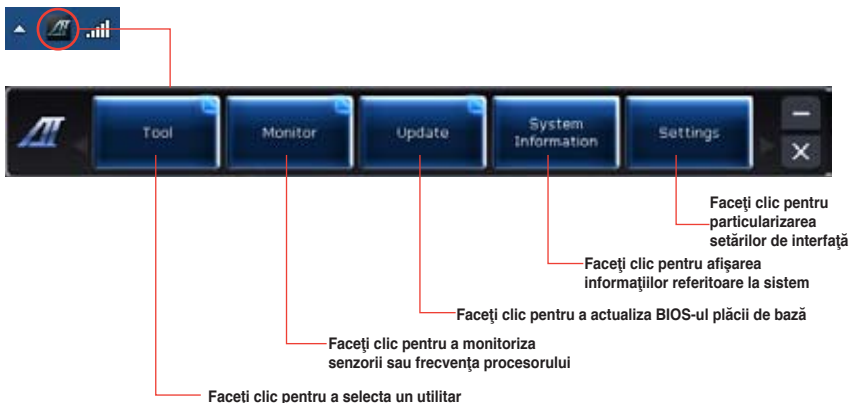 Tool
Monitor
Update
System
Information
Settings
Faceţi clic pentru
particularizarea
setărilor de interfaţă
Faceţi clic pentru afişarea
informaţiilor referitoare la sistem
Faceţi clic pentru a actualiza BIOS-ul plăcii de bază
Faceţi clic pentru a monitoriza
senzorii sau frecvenţa procesorului
Faceţi clic pentru a selecta un utilitar